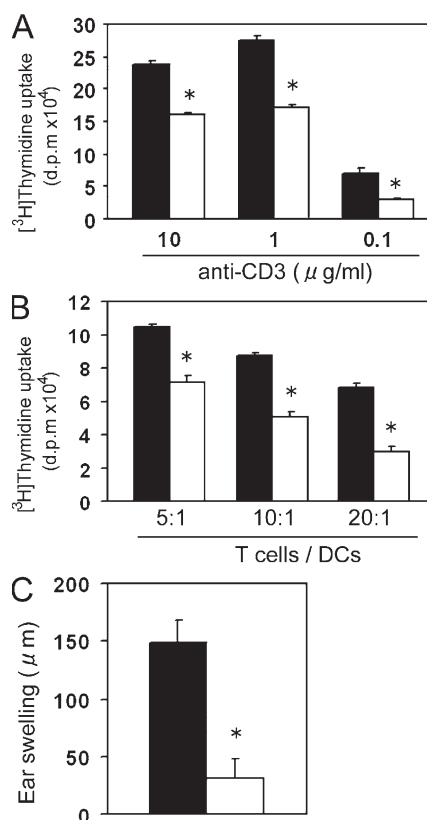 A
[³H]Thymidine uptake
(d.p.m x10⁴)
30
25
20
15
10
5
0
*
*
*
10 1 0.1
anti-CD3 ( μ g/ml)
B
[³H]Thymidine uptake
(d.p.m x10⁴)
12
10
8
6
4
2
0
*
*
*
5:1 10:1 20:1
T cells / DCs
C
Ear swelling ( μ m)
200
150
100
50
0
*